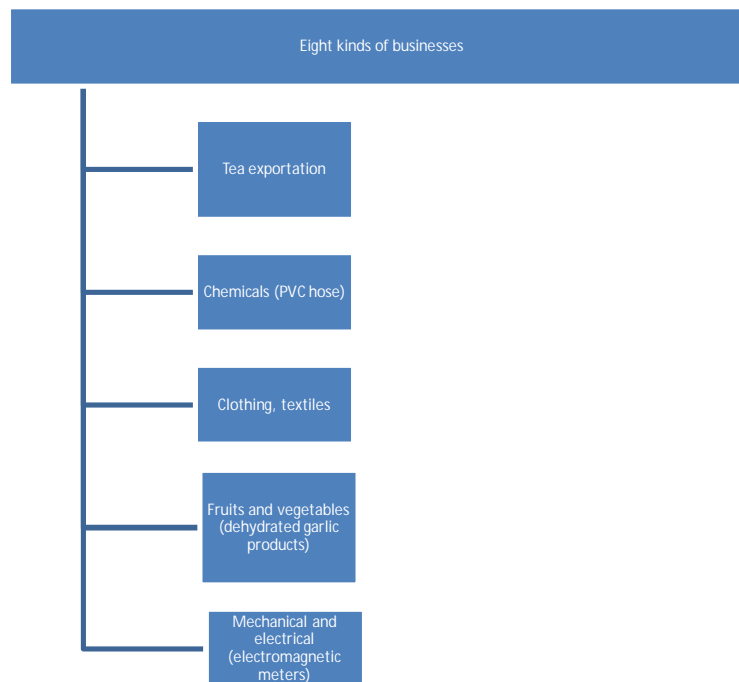 Eight kinds of businesses
Tea exportation
Chemicals (PVC hose)
Clothing, textiles
Fruits and vegetables
(dehydrated garlic
products)
Mechanical and
electrical
(electromagnetic
meters)